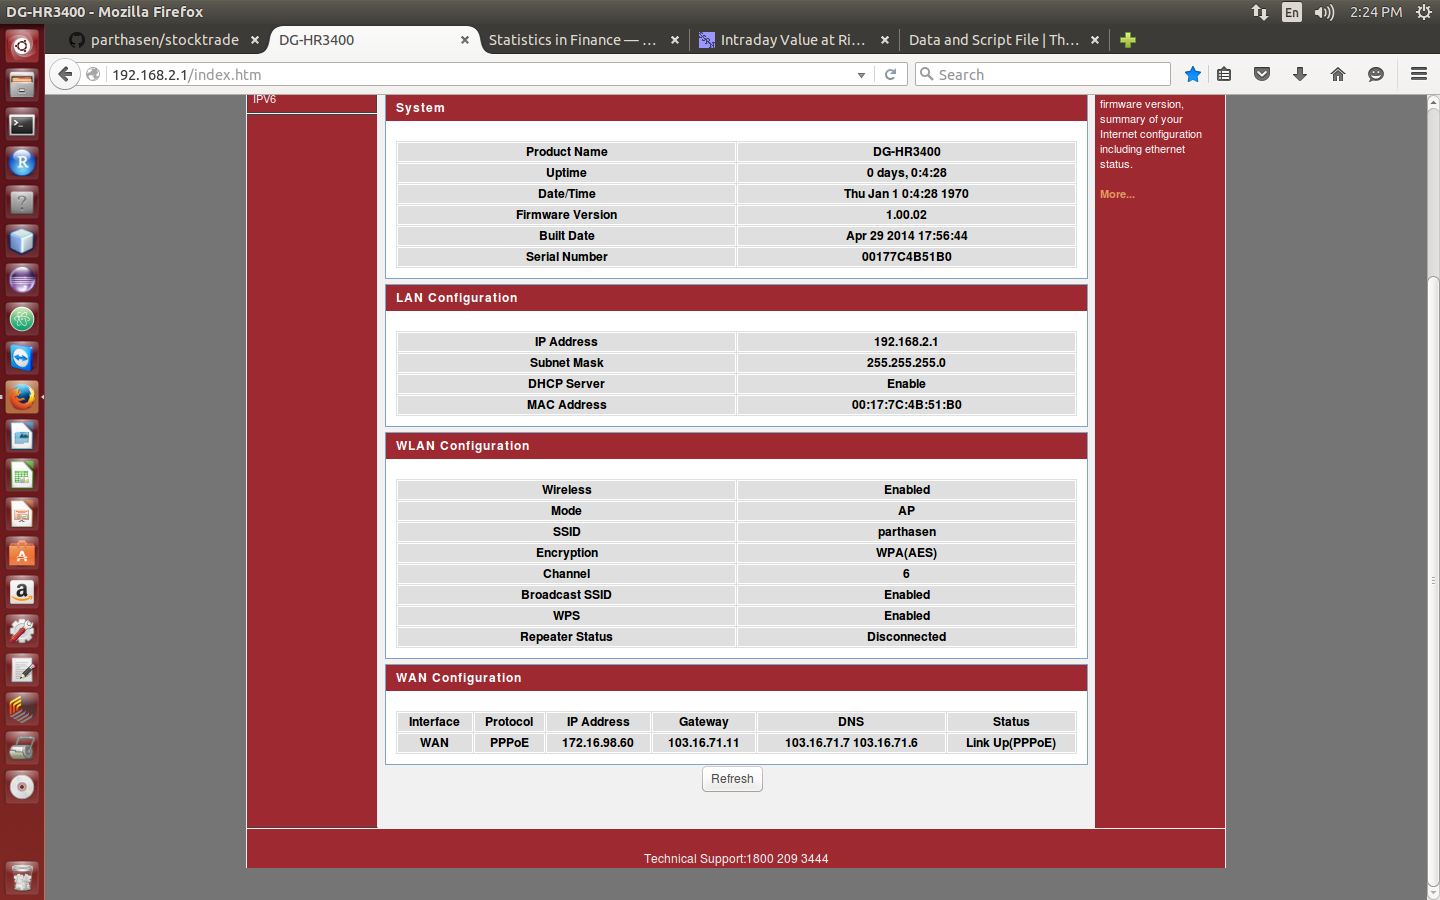 DG-HR3400 - Mozilla Firefox
En
2:24 PM
parthasen/stocktrade
DG-HR3400
Statistics in Finance — ...
Intraday Value at Ri...
Data and Script File | Th...
192.168.2.1/index.htm
Search
IPV6
System
Product Name DG-HR3400
Uptime 0 days, 0:4:28
Date/Time Thu Jan 1 0:4:28 1970
Firmware Version 1.00.02
Built Date Apr 29 2014 17:56:44
Serial Number 00177C4B51B0
LAN Configuration
IP Address 192.168.2.1
Subnet Mask 255.255.255.0
DHCP Server Enable
MAC Address 00:17:7C:4B:51:B0
WLAN Configuration
Wireless Enabled
Mode AP
SSID parthasen
Encryption WPA(AES)
Channel 6
Broadcast SSID Enabled
WPS Enabled
Repeater Status Disconnected
WAN Configuration
Interface Protocol IP Address Gateway DNS Status
WAN PPPoE 172.16.98.60 103.16.71.11 103.16.71.7 103.16.71.6 Link Up(PPPoE)
Refresh
firmware version,
summary of your
Internet configuration
including ethernet
status.
More...
Technical Support:1800 209 3444